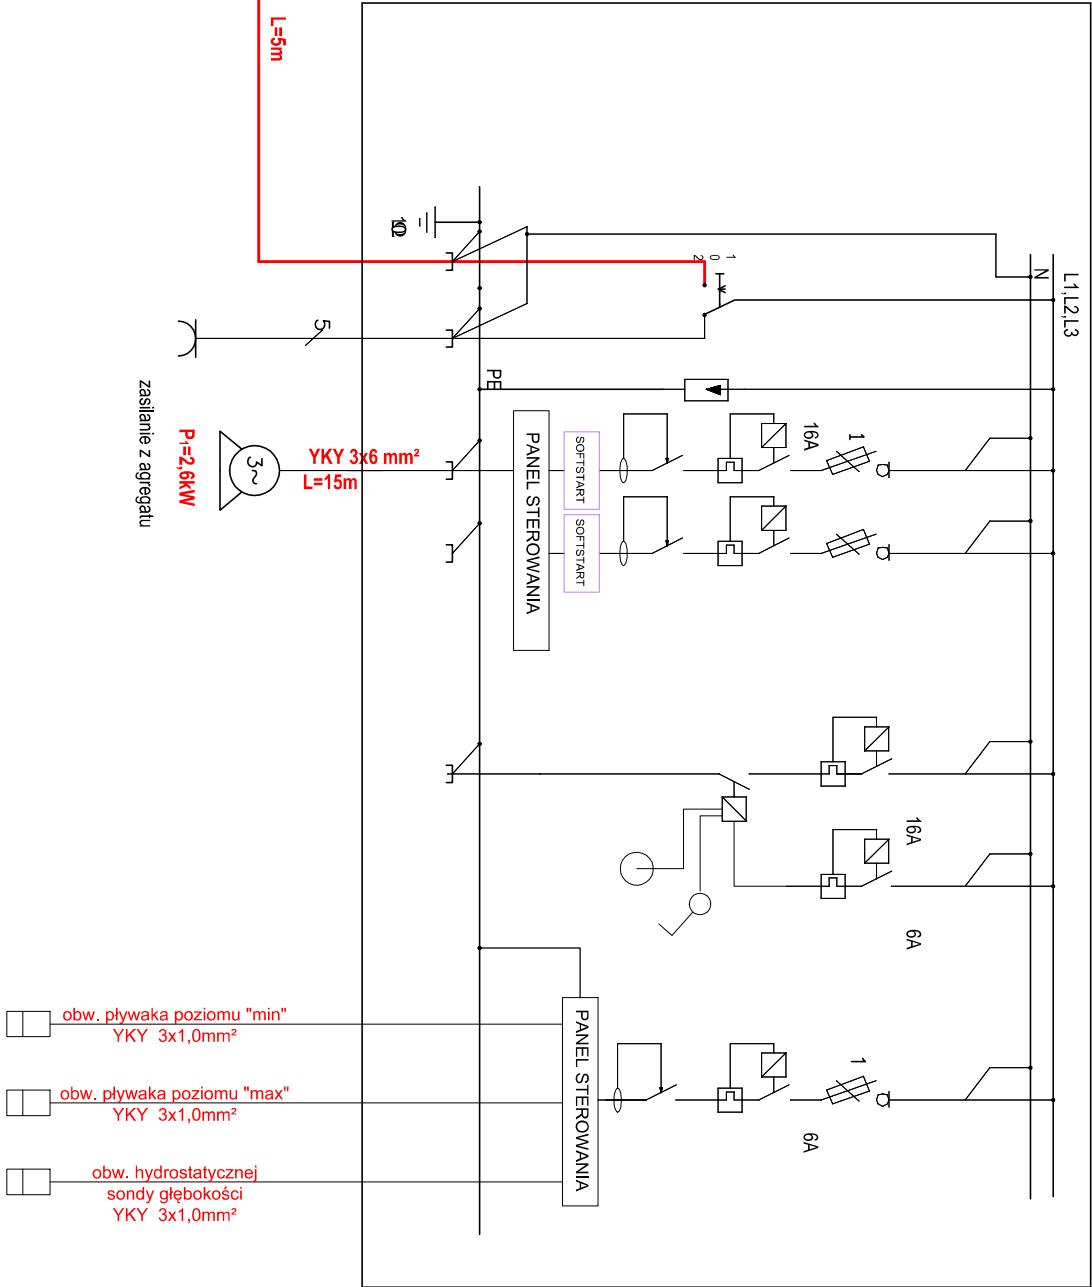 L=5m
1
0
2
N
L1,L2,L3
5
PE
zasilanie z agregatu
P₁=2,6kW
3~
YKY 3x6 mm²
L=15m
PANEL STEROWANIA
SOFTSTART
SOFTSTART
16A
1
16A
6A
obw. pływaka poziomu "min"
YKY 3x1,0mm²
obw. pływaka poziomu "max"
YKY 3x1,0mm²
obw. hydrostatycznej
sondy głębokości
YKY 3x1,0mm²
PANEL STEROWANIA
1
6A